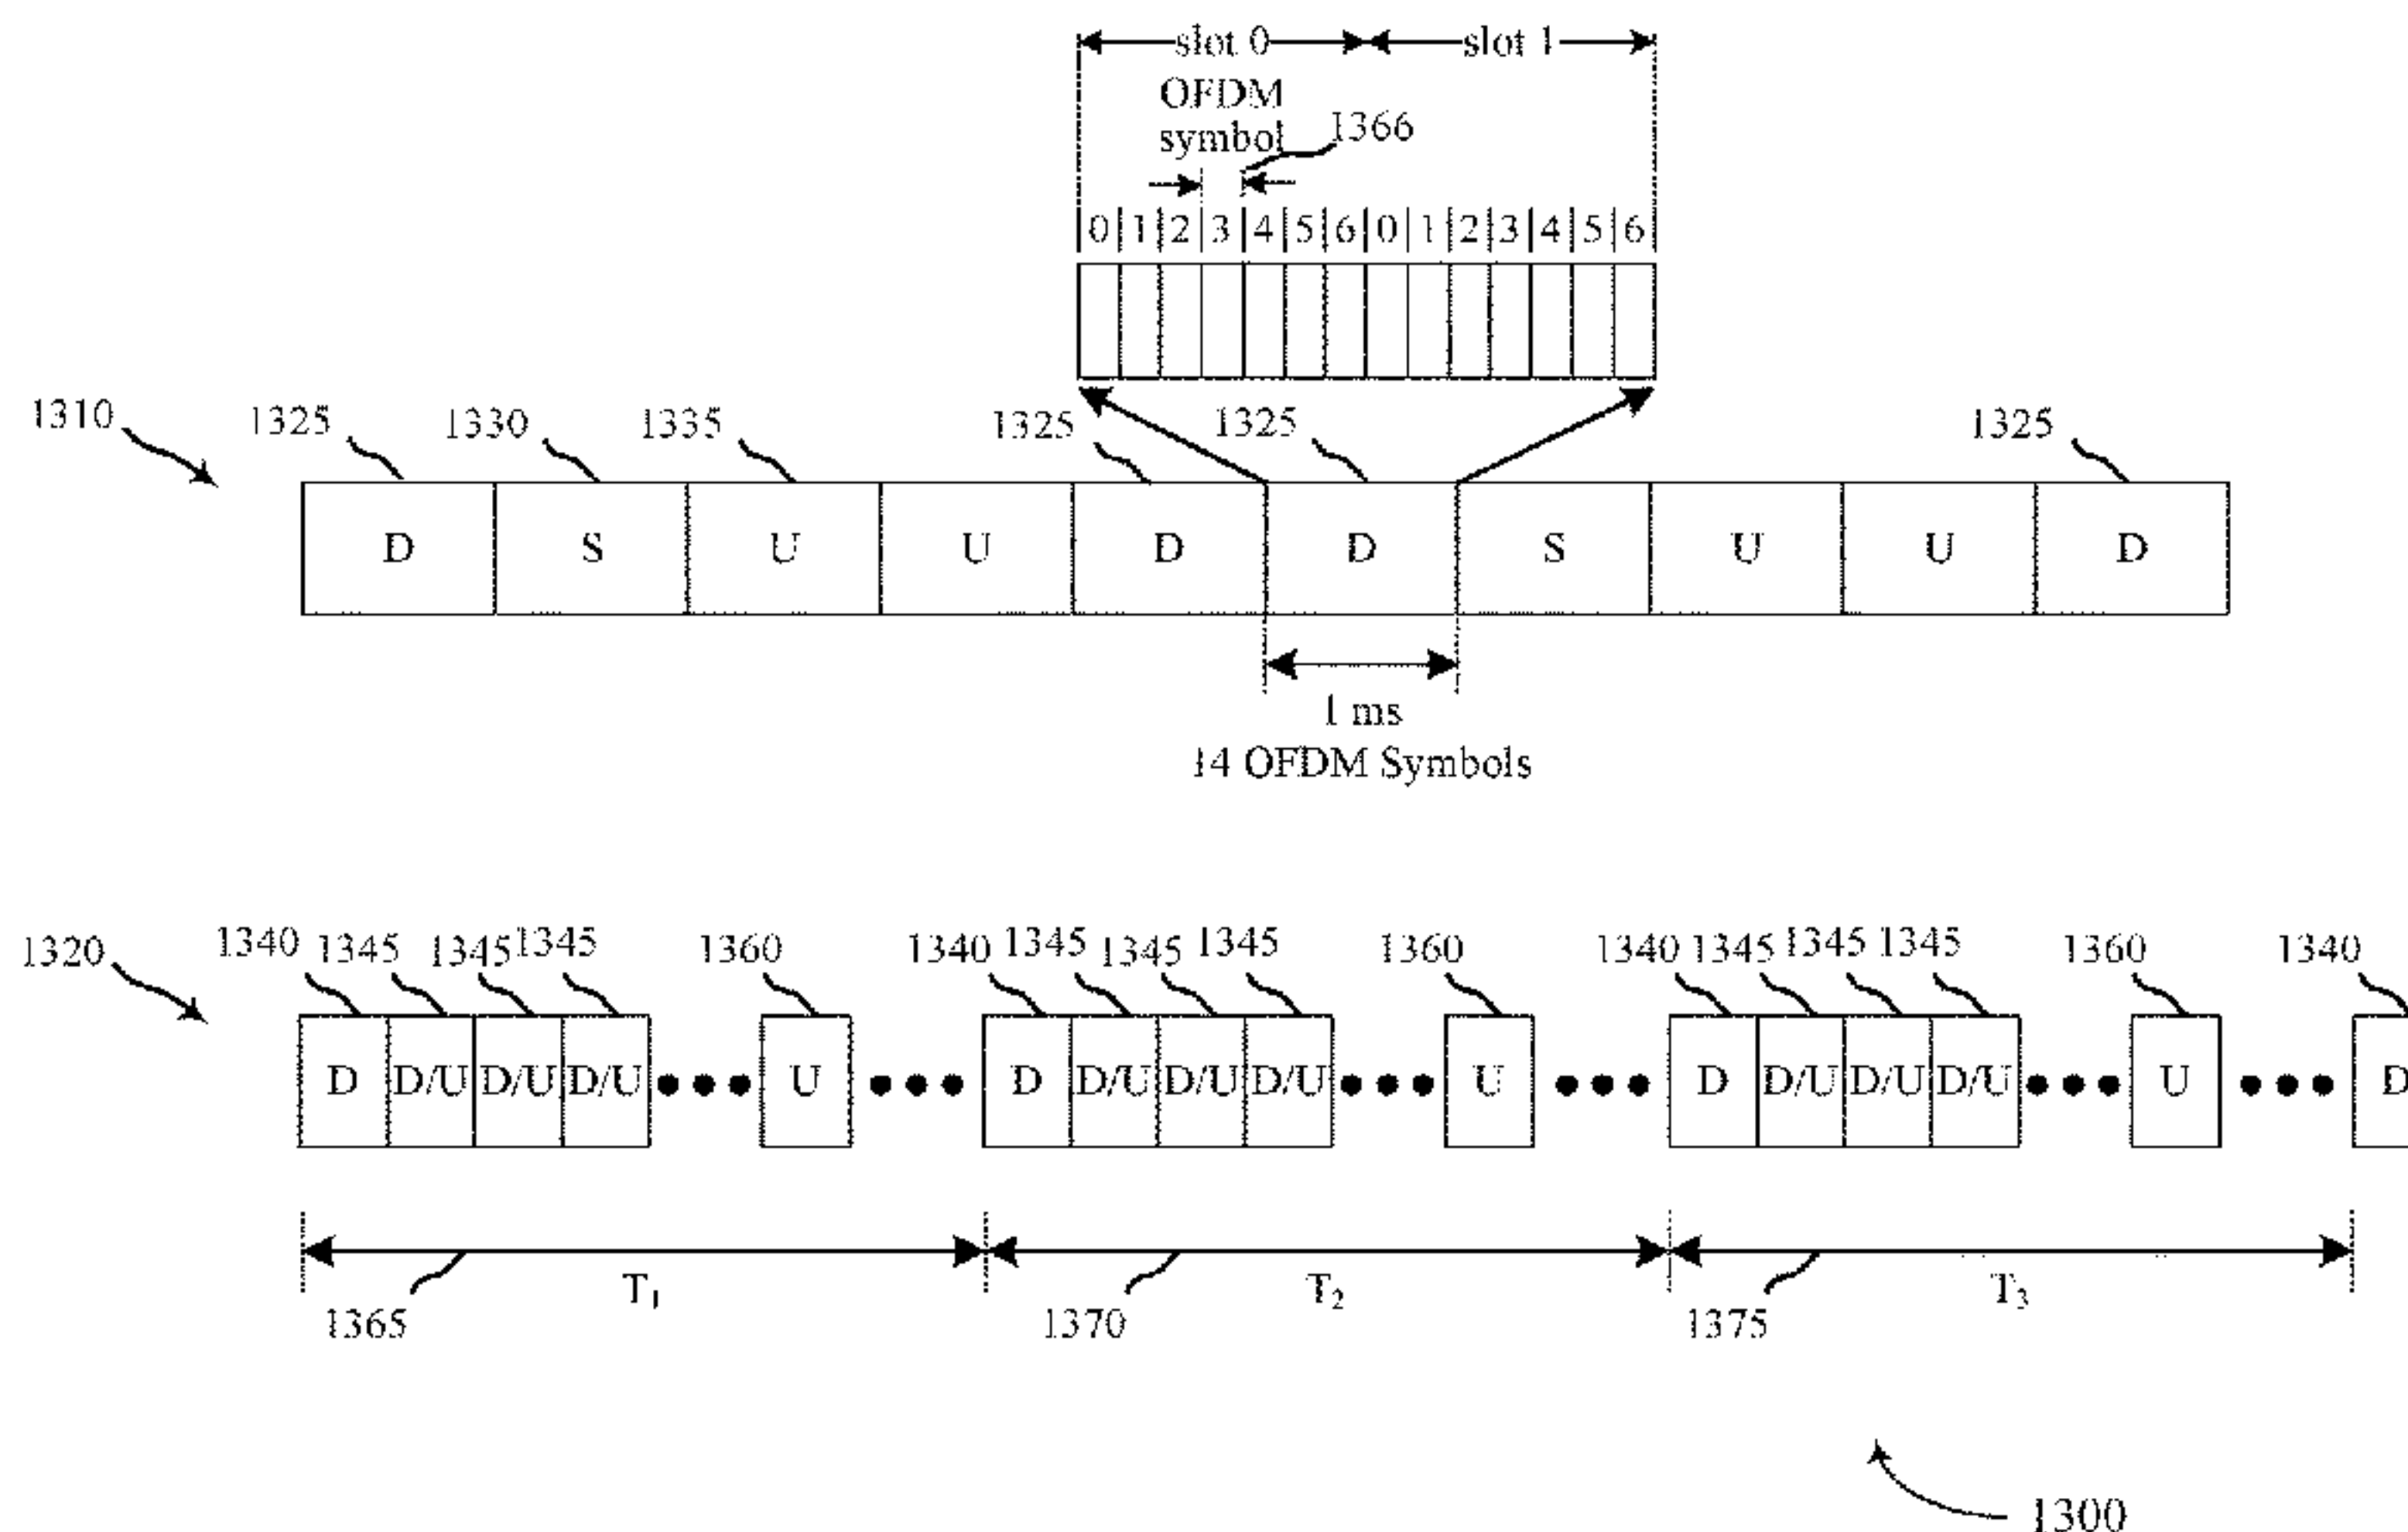 slot 0 slot 1
OFDM
symbol 1366
0 1 2 3 4 5 6 0 1 2 3 4 5 6
1310 1325 1330 1335 1325 1325 1325
D S U U D D S U U D
1 ms
14 OFDM Symbols
1320 1340 1345 1345 1345 1360 1340 1345 1345 1345 1360 1340 1345 1345 1345 1360 1340
D D/U D/U D/U U D D/U D/U D/U U D D/U D/U D/U U D
T1 T2 T3
1365 1370 1375
1300